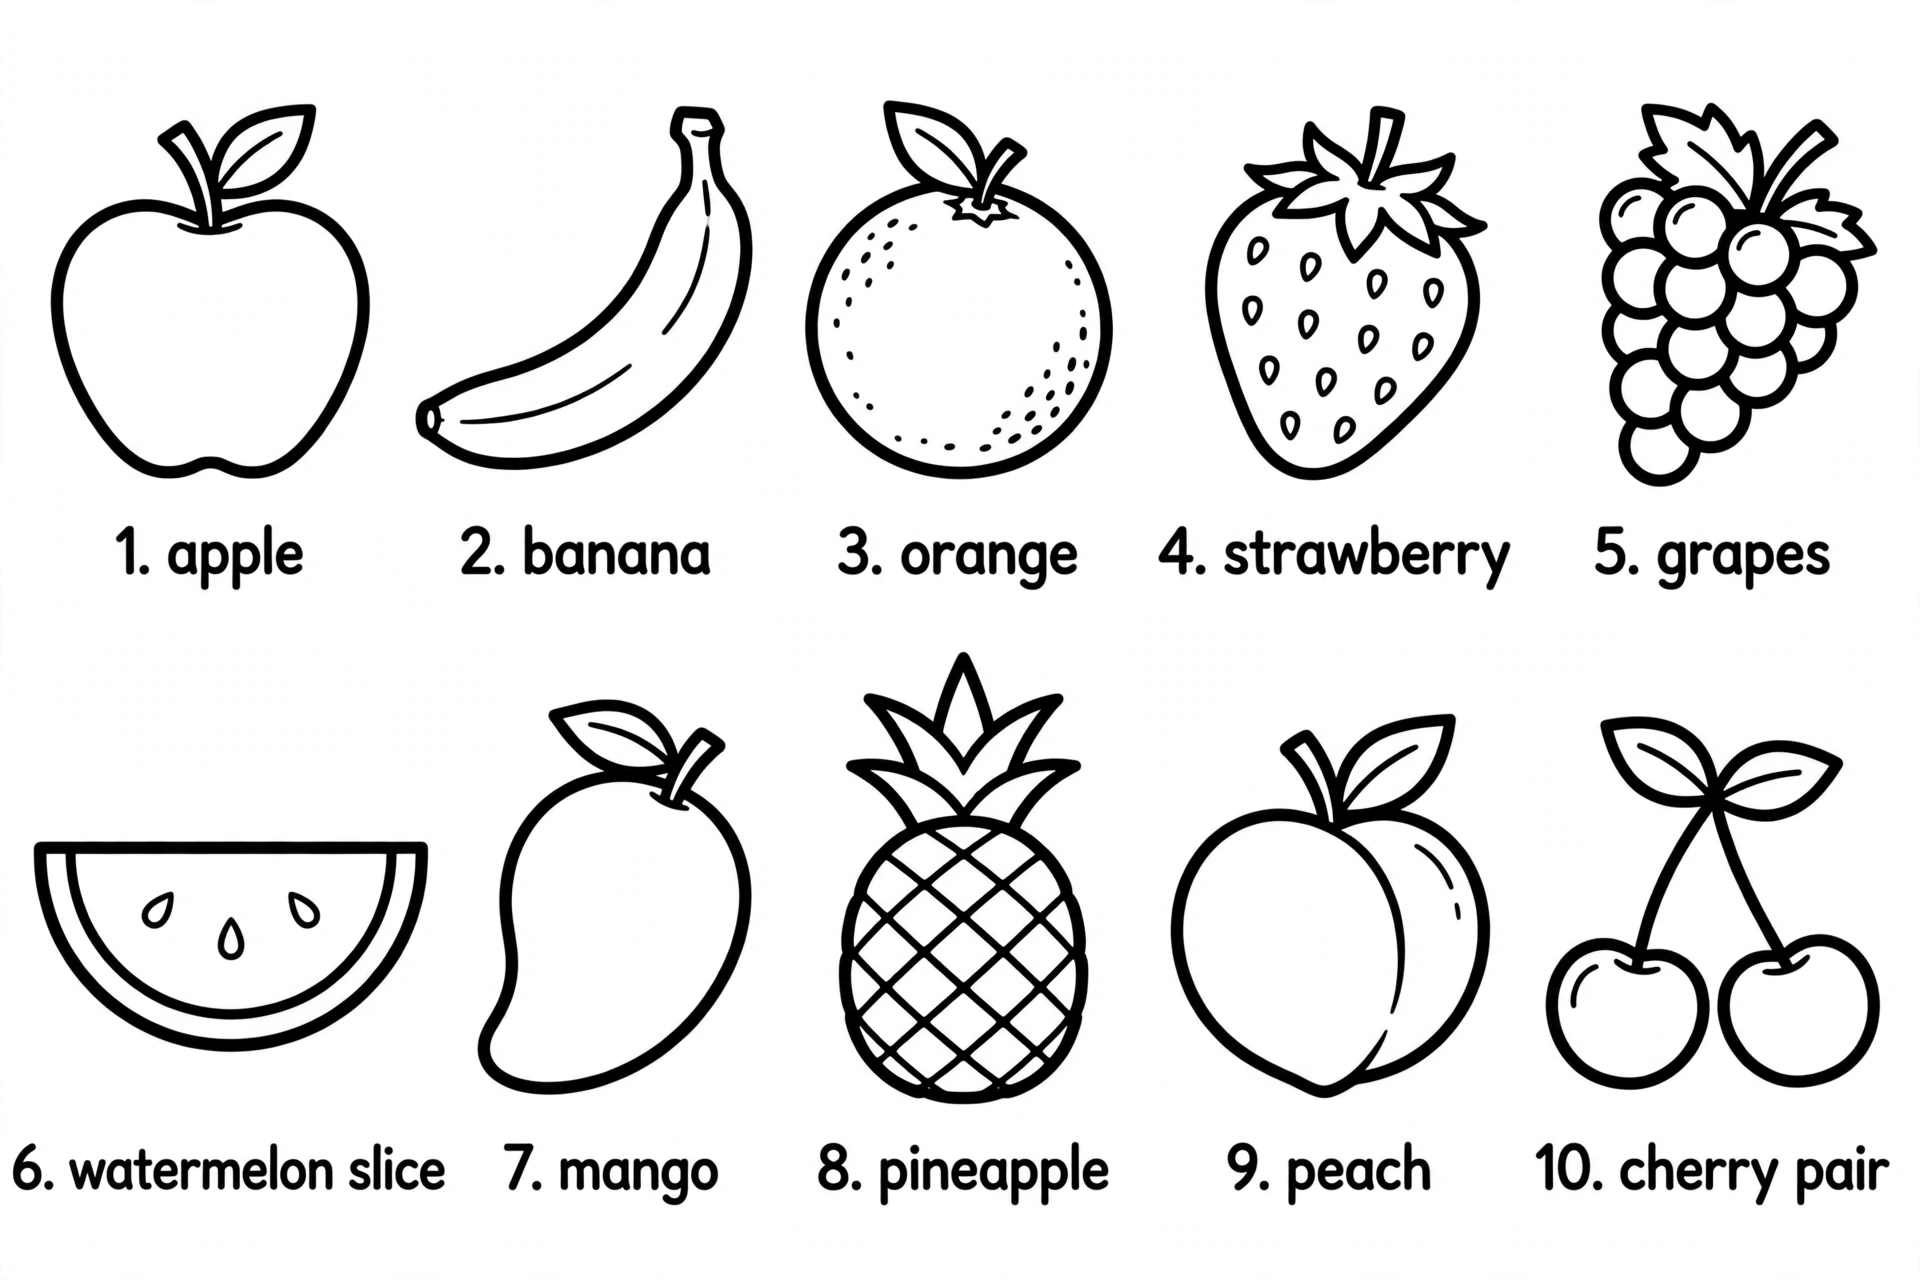 1. apple
2. banana
3. orange
4. strawberry
5. grapes
6. watermelon slice
7. mango
8. pineapple
9. peach
10. cherry pair